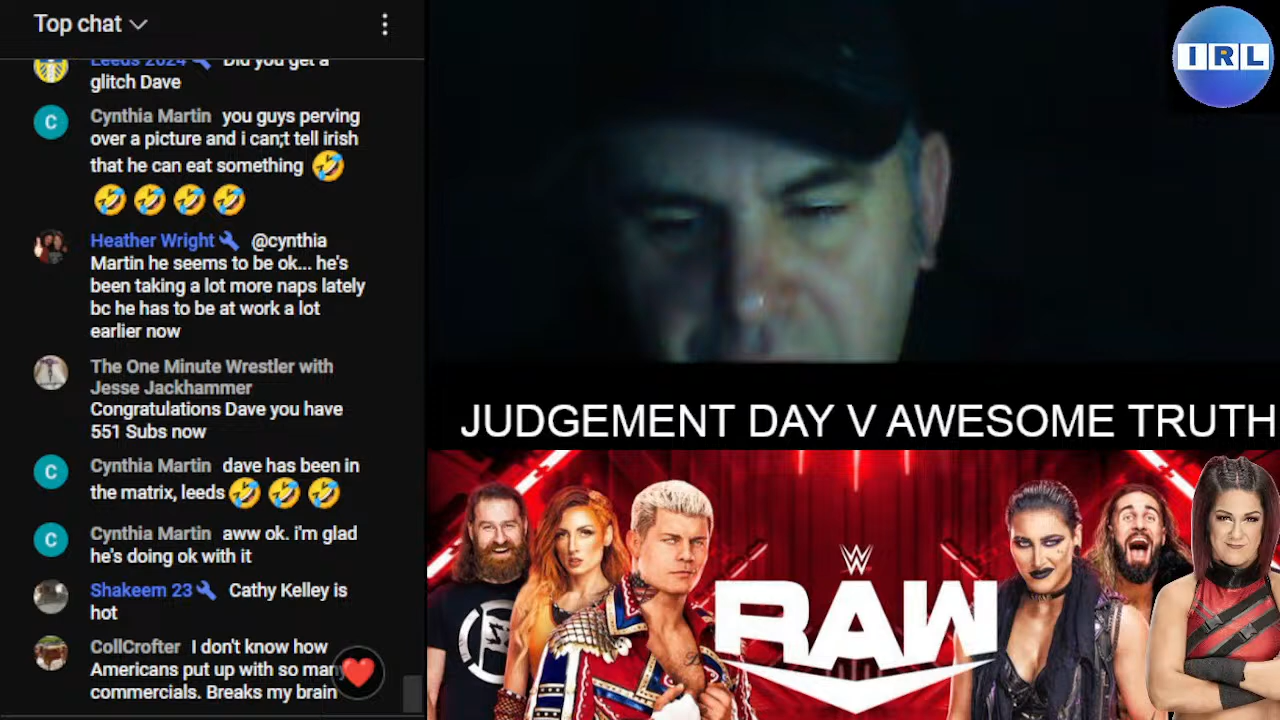 Top chat
Leeds 2024 Did you get a
glitch Dave
Cynthia Martin you guys perving
over a picture and i can;t tell irish
that he can eat something
Heather Wright @cynthia
Martin he seems to be ok... he's
been taking a lot more naps lately
bc he has to be at work a lot
earlier now
The One Minute Wrestler with
Jesse Jackhammer
Congratulations Dave you have
551 Subs now
Cynthia Martin dave has been in
the matrix, leeds
Cynthia Martin aww ok. i'm glad
he's doing ok with it
Shakeem 23 Cathy Kelley is
hot
CollCrofter I don't know how
Americans put up with so many
commercials. Breaks my brain
IRL
JUDGEMENT DAY V AWESOME TRUTH
W
RAW